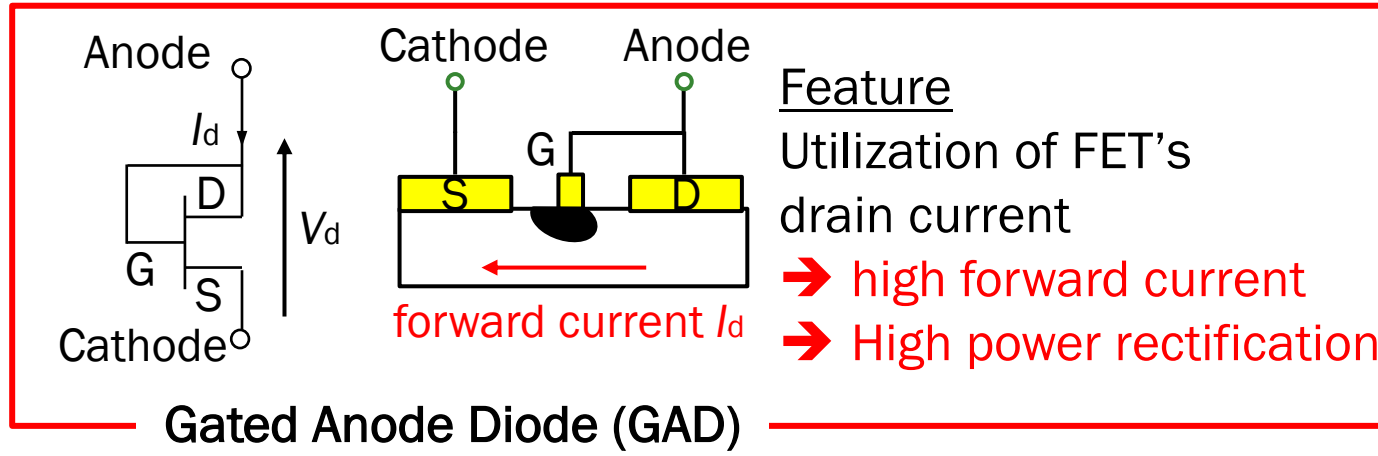 Anode
Id
D
G
S
Vd
Cathode
Cathode
Anode
G
S
D
forward current Id
Feature
Utilization of FET's
drain current
➔ high forward current
➔ High power rectification
Gated Anode Diode (GAD)